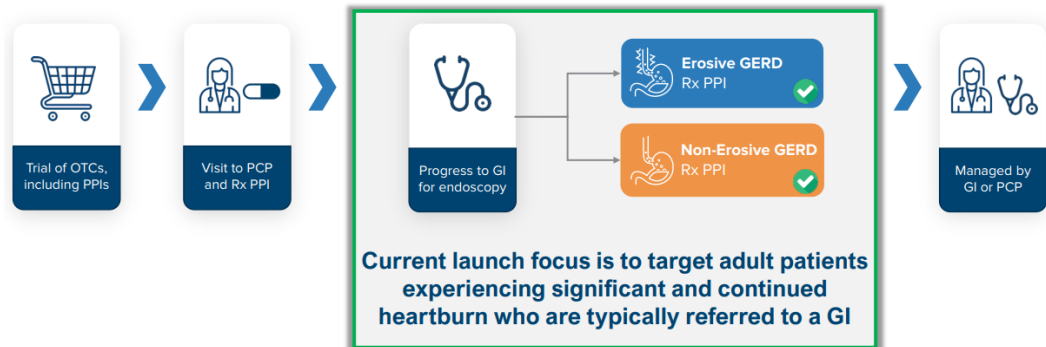 Trial of OTCs,
including PPIs
Visit to PCP
and Rx PPI
Progress to GI
for endoscopy
Erosive GERD
Rx PPI
Non-Erosive GERD
Rx PPI
Managed by
GI or PCP
Current launch focus is to target adult patients
experiencing significant and continued
heartburn who are typically referred to a GI